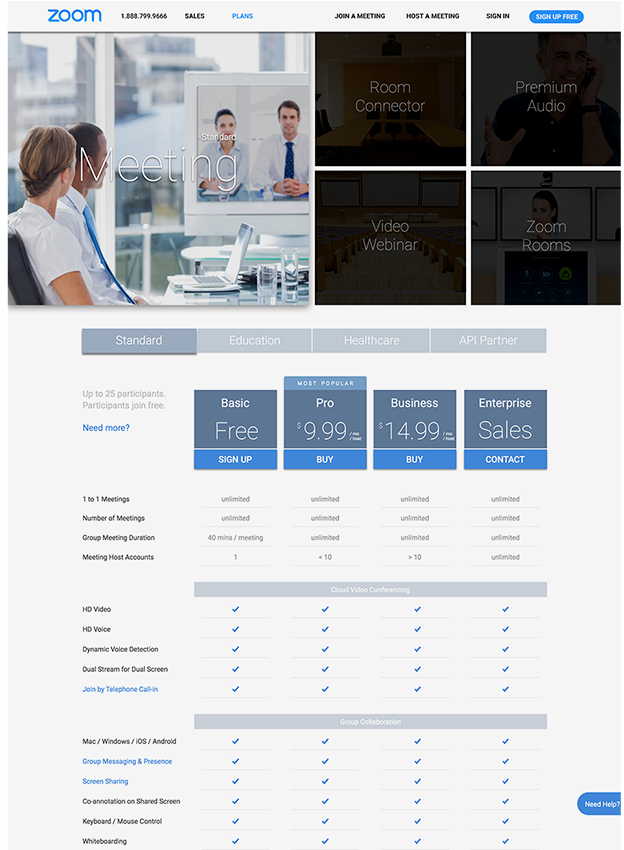 zoom 1.888.799.9666 SALES PLANS JOIN A MEETING HOST A MEETING SIGN IN SIGN UP FREE
Standard
Meeting
Room
Connector
Premium
Audio
Video
Webinar
Zoom
Rooms
Standard Education Healthcare API Partner
Up to 25 participants.
Participants join free.
Need more?
MOST POPULAR
Basic Pro Business Enterprise
Free $9.99 / mo / host $14.99 / mo / host Sales
SIGN UP BUY BUY CONTACT
1 to 1 Meetings unlimited unlimited unlimited unlimited
Number of Meetings unlimited unlimited unlimited unlimited
Group Meeting Duration 40 mins / meeting unlimited unlimited unlimited
Meeting Host Accounts 1 < 10 > 10 unlimited
Cloud Video Conferencing
HD Video
HD Voice
Dynamic Voice Detection
Dual Stream for Dual Screen
Join by Telephone Call-in
Group Collaboration
Mac / Windows / iOS / Android
Group Messaging & Presence
Screen Sharing
Co-annotation on Shared Screen
Keyboard / Mouse Control
Whiteboarding
Need Help?